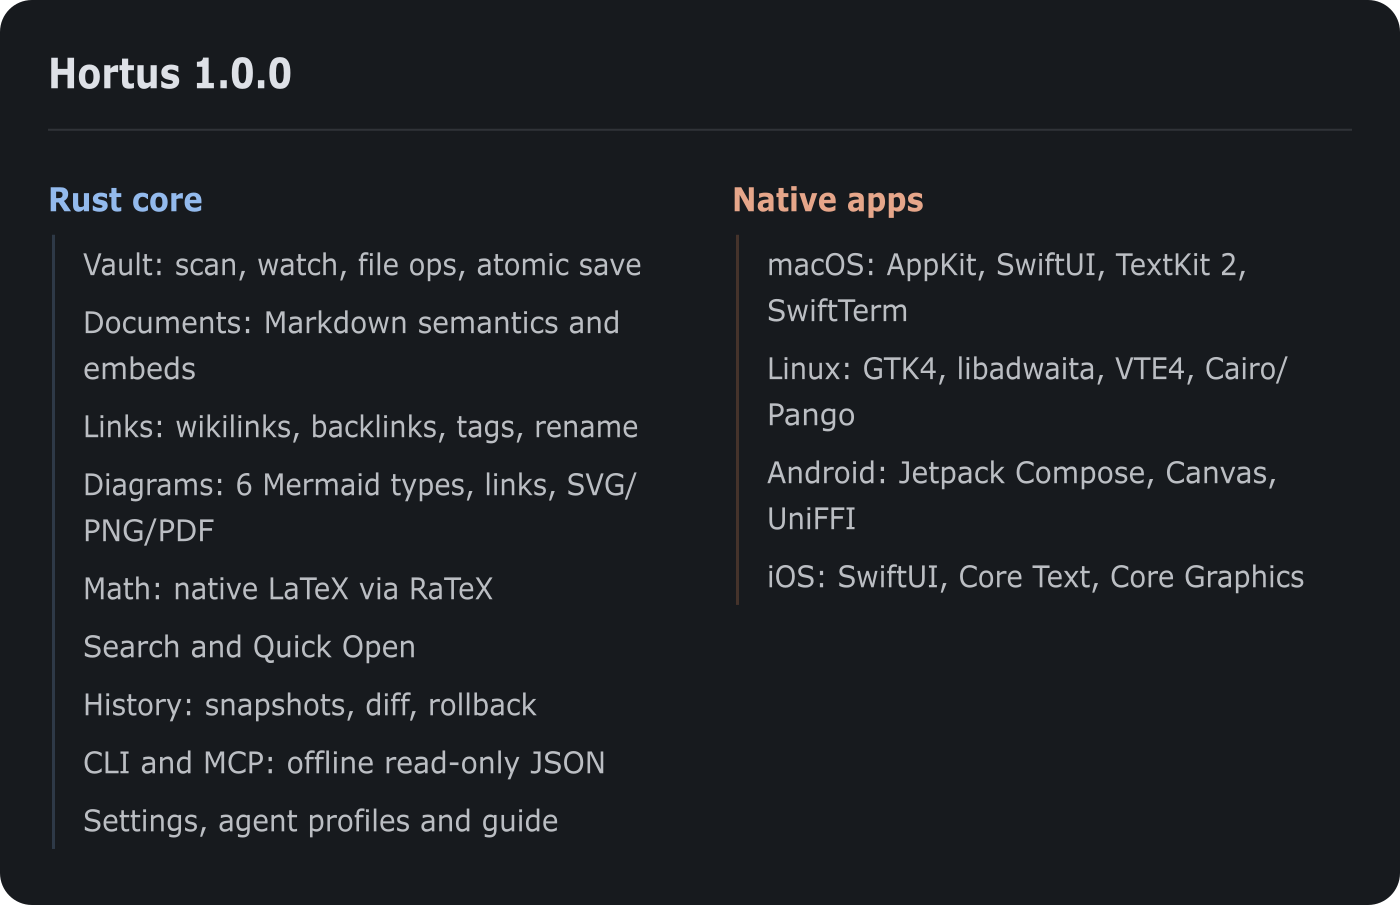 Hortus 1.0.0
Rust core
Vault: scan, watch, file ops, atomic save
Documents: Markdown semantics and
embeds
Links: wikilinks, backlinks, tags, rename
Diagrams: 6 Mermaid types, links, SVG/
PNG/PDF
Math: native LaTeX via RaTeX
Search and Quick Open
History: snapshots, diff, rollback
CLI and MCP: offline read-only JSON
Settings, agent profiles and guide
Native apps
macOS: AppKit, SwiftUI, TextKit 2,
SwiftTerm
Linux: GTK4, libadwaita, VTE4, Cairo/
Pango
Android: Jetpack Compose, Canvas,
UniFFI
iOS: SwiftUI, Core Text, Core Graphics